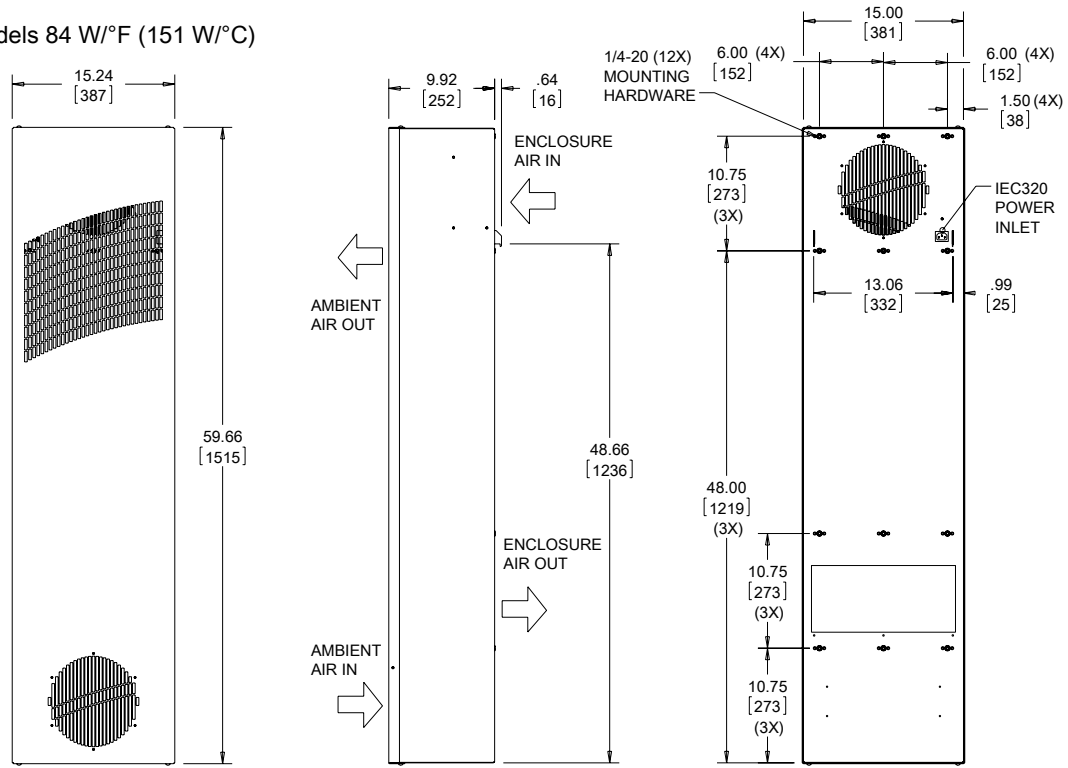 dels 84 W/°F (151 W/°C)
15.24
[387]
59.66
[1515]
9.92
[252]
.64
[16]
ENCLOSURE
AIR IN
AMBIENT
AIR OUT
48.66
[1236]
ENCLOSURE
AIR OUT
AMBIENT
AIR IN
15.00
[381]
1/4-20 (12X)
MOUNTING
HARDWARE
6.00 (4X)
[152]
6.00 (4X)
[152]
1.50 (4X)
[38]
10.75
[273]
(3X)
IEC320
POWER
INLET
13.06
[332]
.99
[25]
48.00
[1219]
(3X)
10.75
[273]
(3X)
10.75
[273]
(3X)